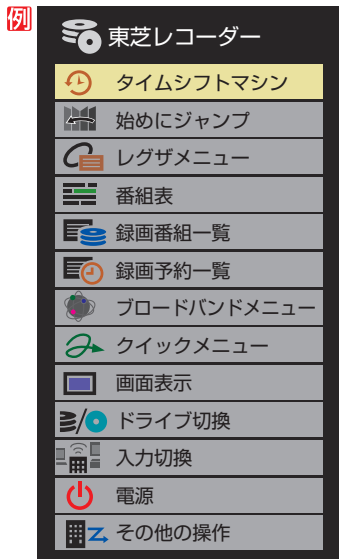 例
東芝レコーダー
タイムシフトマシン
始めにジャンプ
レグザメニュー
番組表
録画番組一覧
録画予約一覧
ブロードバンドメニュー
クイックメニュー
画面表示
ドライブ切換
入力切換
電源
その他の操作